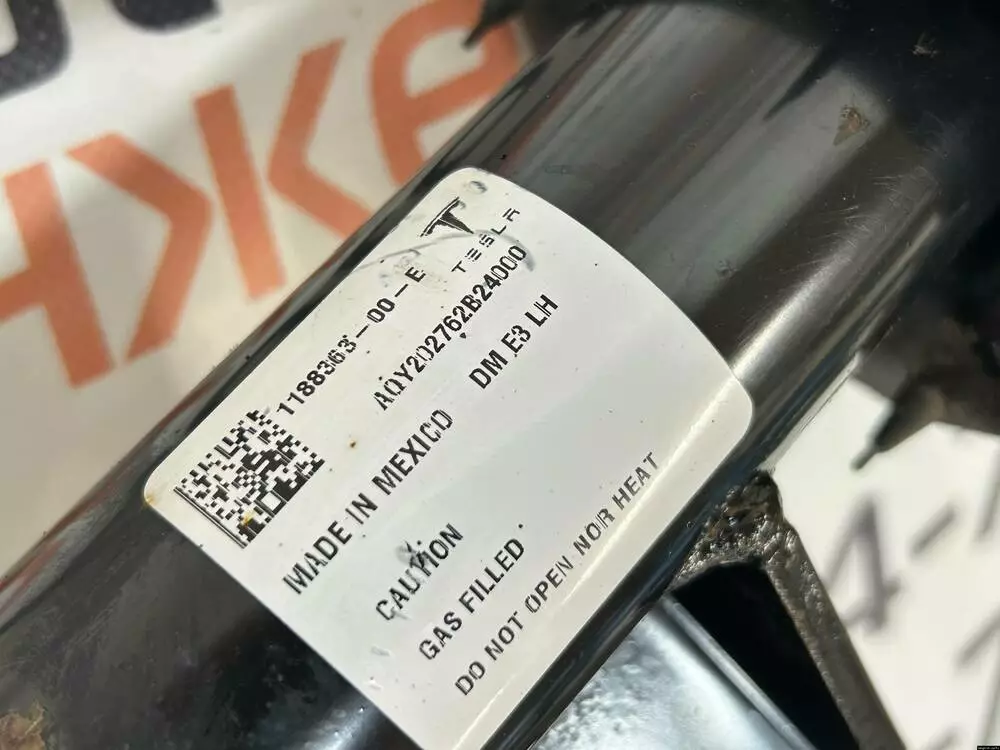 TESLA
1188363-00-E
AQY202762B24000
DM E3 LH
MADE IN MEXICO
CAUTION
GAS FILLED
DO NOT OPEN NOR HEAT